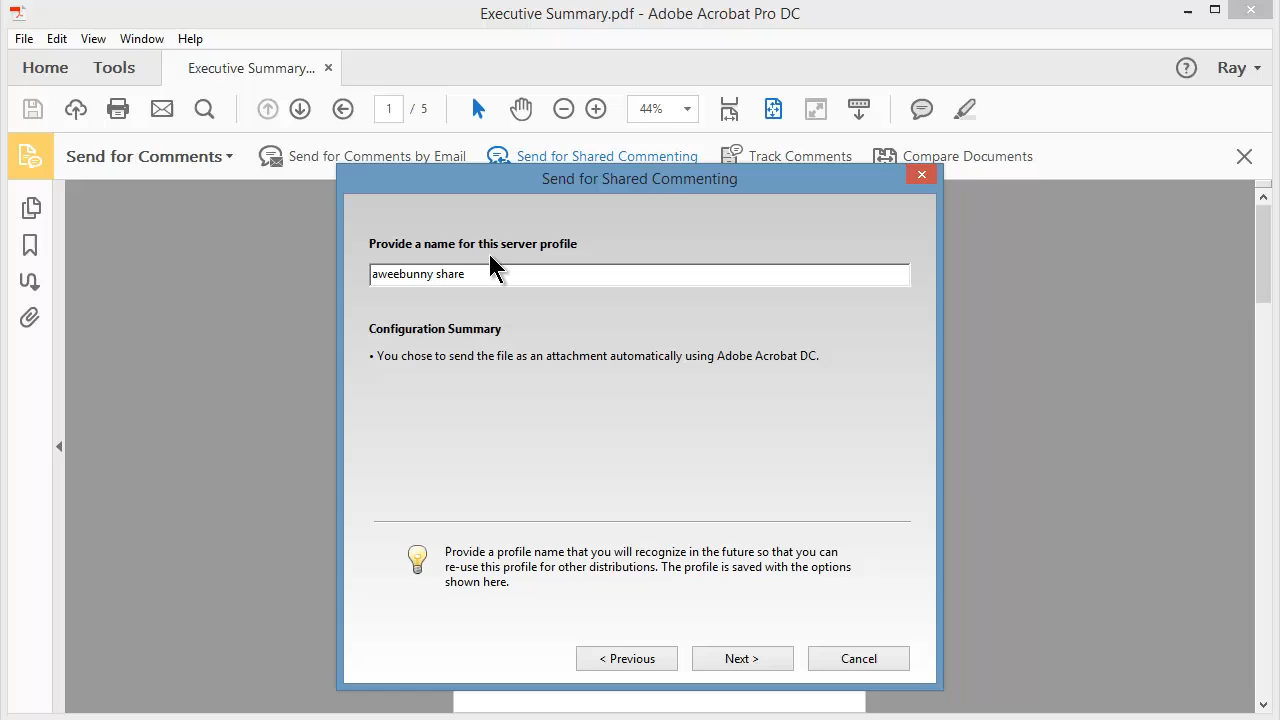 Executive Summary.pdf - Adobe Acrobat Pro DC
File Edit View Window Help
Home Tools Executive Summary... × ? Ray
1 / 5 44%
Send for Comments Send for Comments by Email Send for Shared Commenting Track Comments Compare Documents
Send for Shared Commenting
Provide a name for this server profile
aweebunny share
Configuration Summary
• You chose to send the file as an attachment automatically using Adobe Acrobat DC.
Provide a profile name that you will recognize in the future so that you can
re-use this profile for other distributions. The profile is saved with the options
shown here.
< Previous Next > Cancel